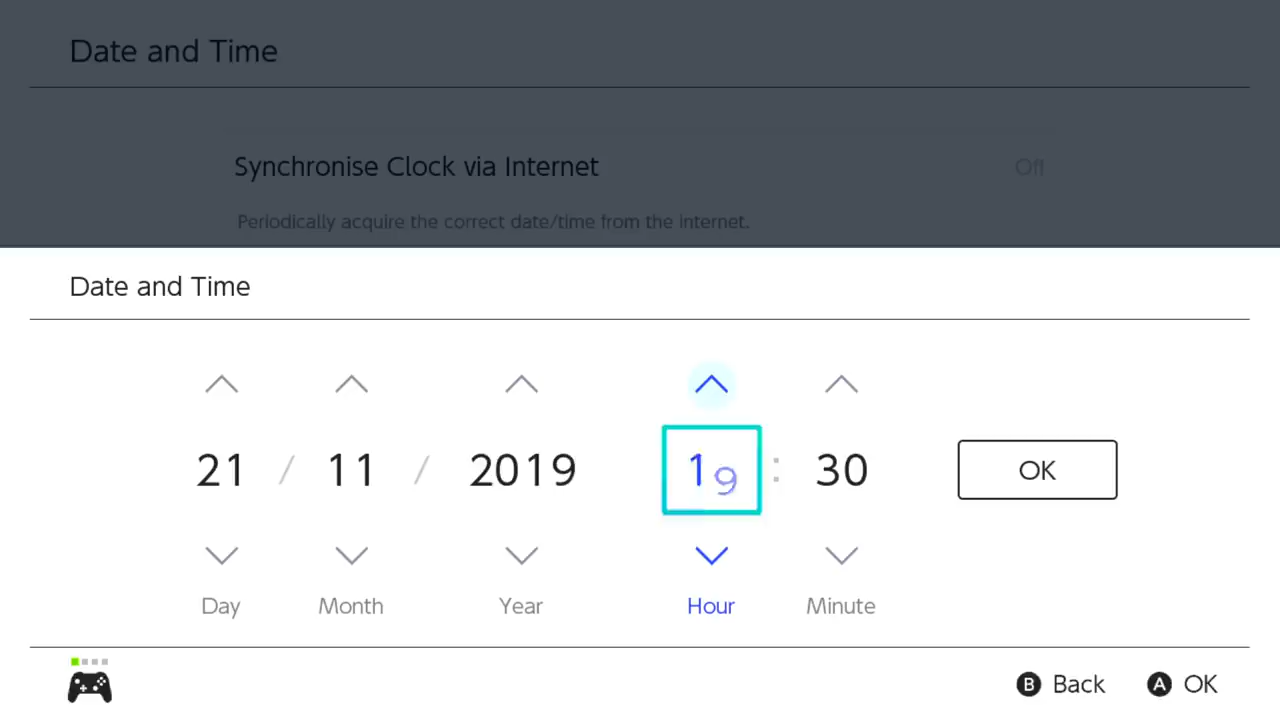 Date and Time
Synchronise Clock via Internet Off
Periodically acquire the correct date/time from the internet.
Date and Time
21 / 11 / 2019 19 : 30 OK
Day Month Year Hour Minute
B Back A OK